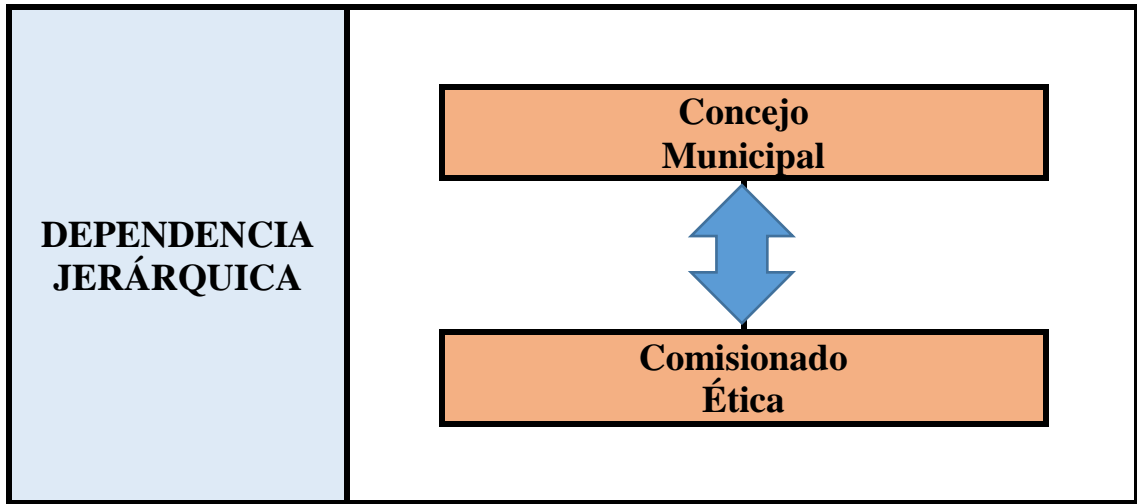 DEPENDENCIA
JERÁRQUICA
Concejo
Municipal
Comisionado
Ética